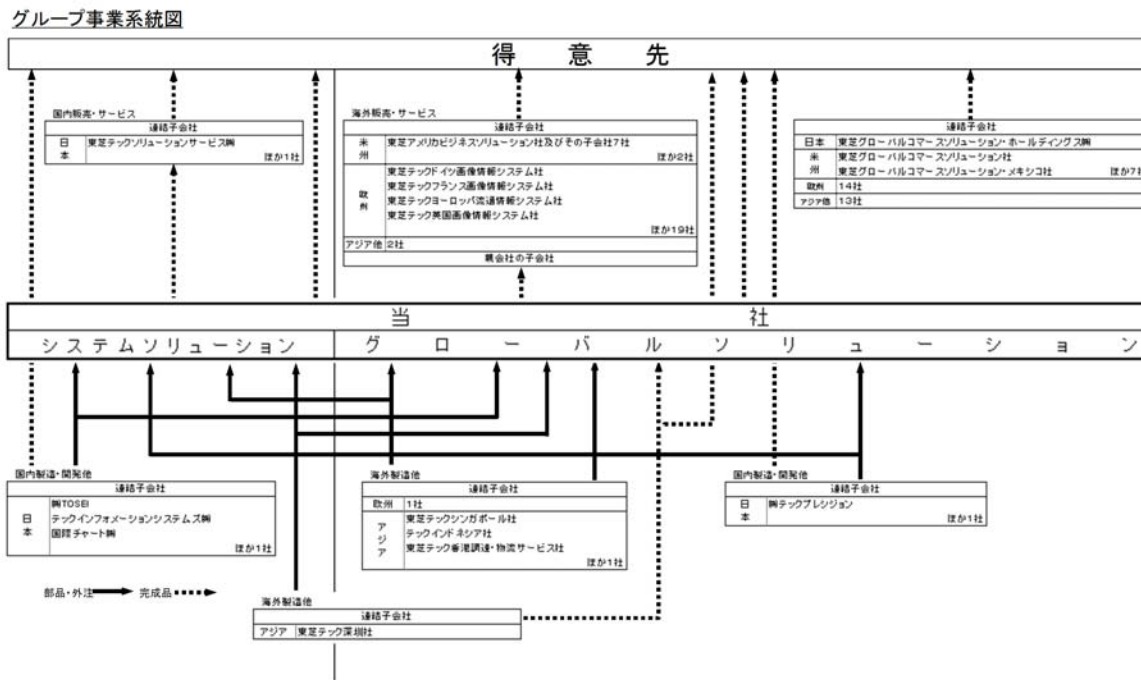 グループ事業系統図
得意先
国内販売・サービス
連結子会社
日本
東芝テックソリューションサービス㈱
ほか1社
海外販売・サービス
連結子会社
米州
東芝アメリカビジネスソリューション社及びその子会社7社
ほか2社
欧州
東芝テックドイツ画像情報システム社
東芝テックフランス画像情報システム社
東芝テックヨーロッパ流通情報システム社
東芝テック英国画像情報システム社
ほか19社
アジア他 2社
親会社の子会社
連結子会社
日本 東芝グローバルコマースソリューション・ホールディングス㈱
米州
東芝グローバルコマースソリューション社
東芝グローバルコマースソリューション・メキシコ社 ほか7社
欧州 14社
アジア他 13社
当社
システムソリューション
グローバルソリューション
国内製造・開発他
連結子会社
日本
㈱TOSEI
テックインフォメーションシステムズ㈱
国際チャート㈱
ほか1社
海外製造他
連結子会社
欧州 1社
アジア
東芝テックシンガポール社
テックインドネシア社
東芝テック香港調達・物流サービス社
ほか1社
国内製造・開発他
連結子会社
日本
㈱テックプレシジョン
ほか1社
部品・外注 完成品
海外製造他
連結子会社
アジア 東芝テック深圳社